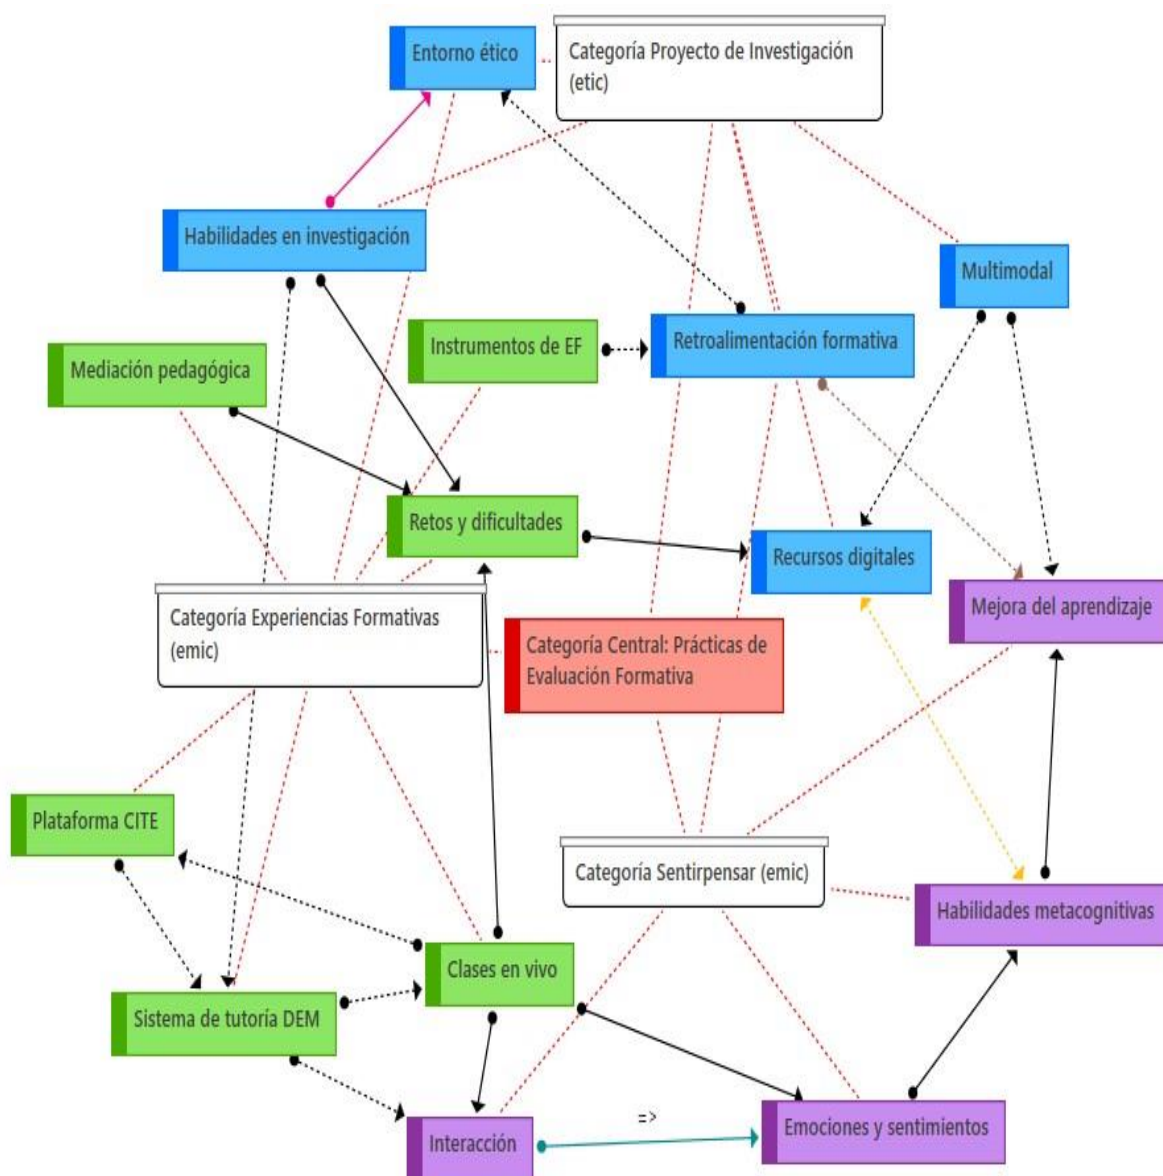 Entorno ético
Categoría Proyecto de Investigación
(etic)
Habilidades en investigación
Multimodal
Instrumentos de EF
Retroalimentación formativa
Mediación pedagógica
Retos y dificultades
Recursos digitales
Mejora del aprendizaje
Categoría Experiencias Formativas
(emic)
Categoría Central: Prácticas de
Evaluación Formativa
Plataforma CITE
Categoría Sentirpensar (emic)
Habilidades metacognitivas
Clases en vivo
Sistema de tutoría DEM
=>
Interacción
Emociones y sentimientos